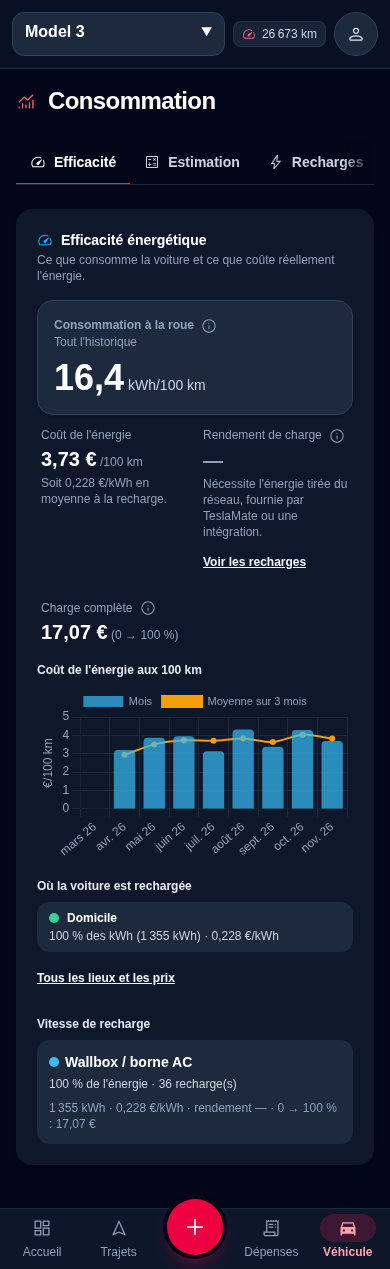 Model 3
26 673 km
Consommation
Efficacité
Estimation
Recharges
Efficacité énergétique
Ce que consomme la voiture et ce que coûte réellement
l'énergie.
Consommation à la roue
Tout l'historique
16,4 kWh/100 km
Coût de l'énergie
3,73 € /100 km
Soit 0,228 €/kWh en
moyenne à la recharge.
Rendement de charge
—
Nécessite l'énergie tirée du
réseau, fournie par
TeslaMate ou une
intégration.
Voir les recharges
Charge complète
17,07 € (0 → 100 %)
Coût de l'énergie aux 100 km
Mois
Moyenne sur 3 mois
€/100 km
5
4
3
2
1
0
mars 26
avr. 26
mai 26
juin 26
juil. 26
août 26
sept. 26
oct. 26
nov. 26
Où la voiture est rechargée
Domicile
100 % des kWh (1 355 kWh) · 0,228 €/kWh
Tous les lieux et les prix
Vitesse de recharge
Wallbox / borne AC
100 % de l'énergie · 36 recharge(s)
1 355 kWh · 0,228 €/kWh · rendement — · 0 → 100 %
: 17,07 €
Accueil
Trajets
Dépenses
Véhicule